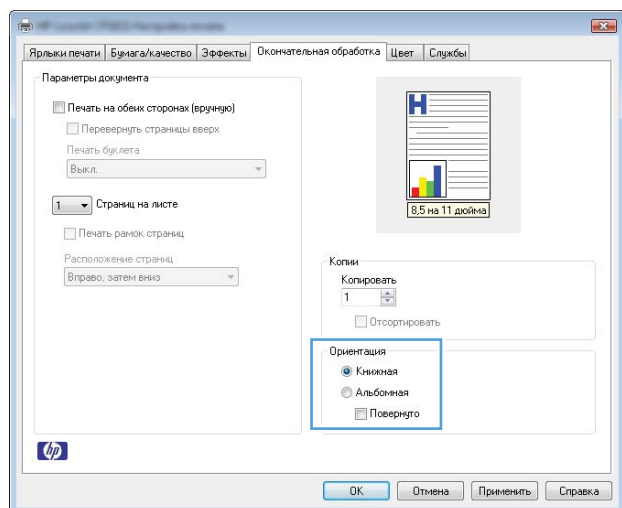 Ярлыки печати Бумага/качество Эффекты Окончательная обработка Цвет Службы
Параметры документа
Печать на обеих сторонах (вручную)
Перевернуть страницы вверх
Печать буклета
Выкл.
1 Страниц на листе
Печать рамок страниц
Расположение страниц
Вправо, затем вниз
H
8,5 на 11 дюйма
Копии
Копировать
1
Отсортировать
Ориентация
Книжная
Альбомная
Повернуто
hp
OK Отмена Применить Справка